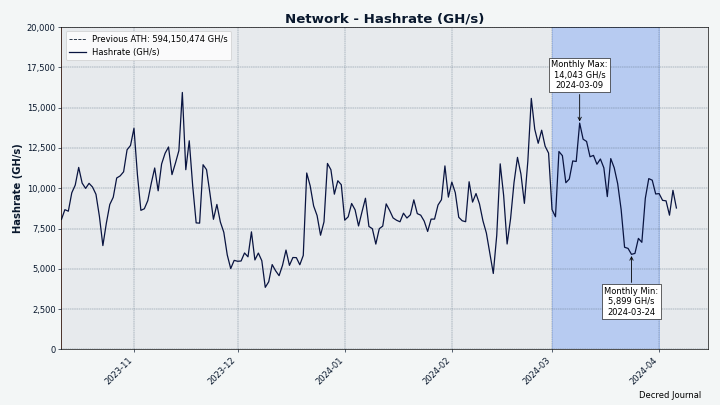 Network - Hashrate (GH/s)
Previous ATH: 594,150,474 GH/s
Hashrate (GH/s)
Hashrate (GH/s)
20,000
17,500
15,000
12,500
10,000
7,500
5,000
2,500
0
Monthly Max:
14,043 GH/s
2024-03-09
Monthly Min:
5,899 GH/s
2024-03-24
2023-11
2023-12
2024-01
2024-02
2024-03
2024-04
Decred Journal